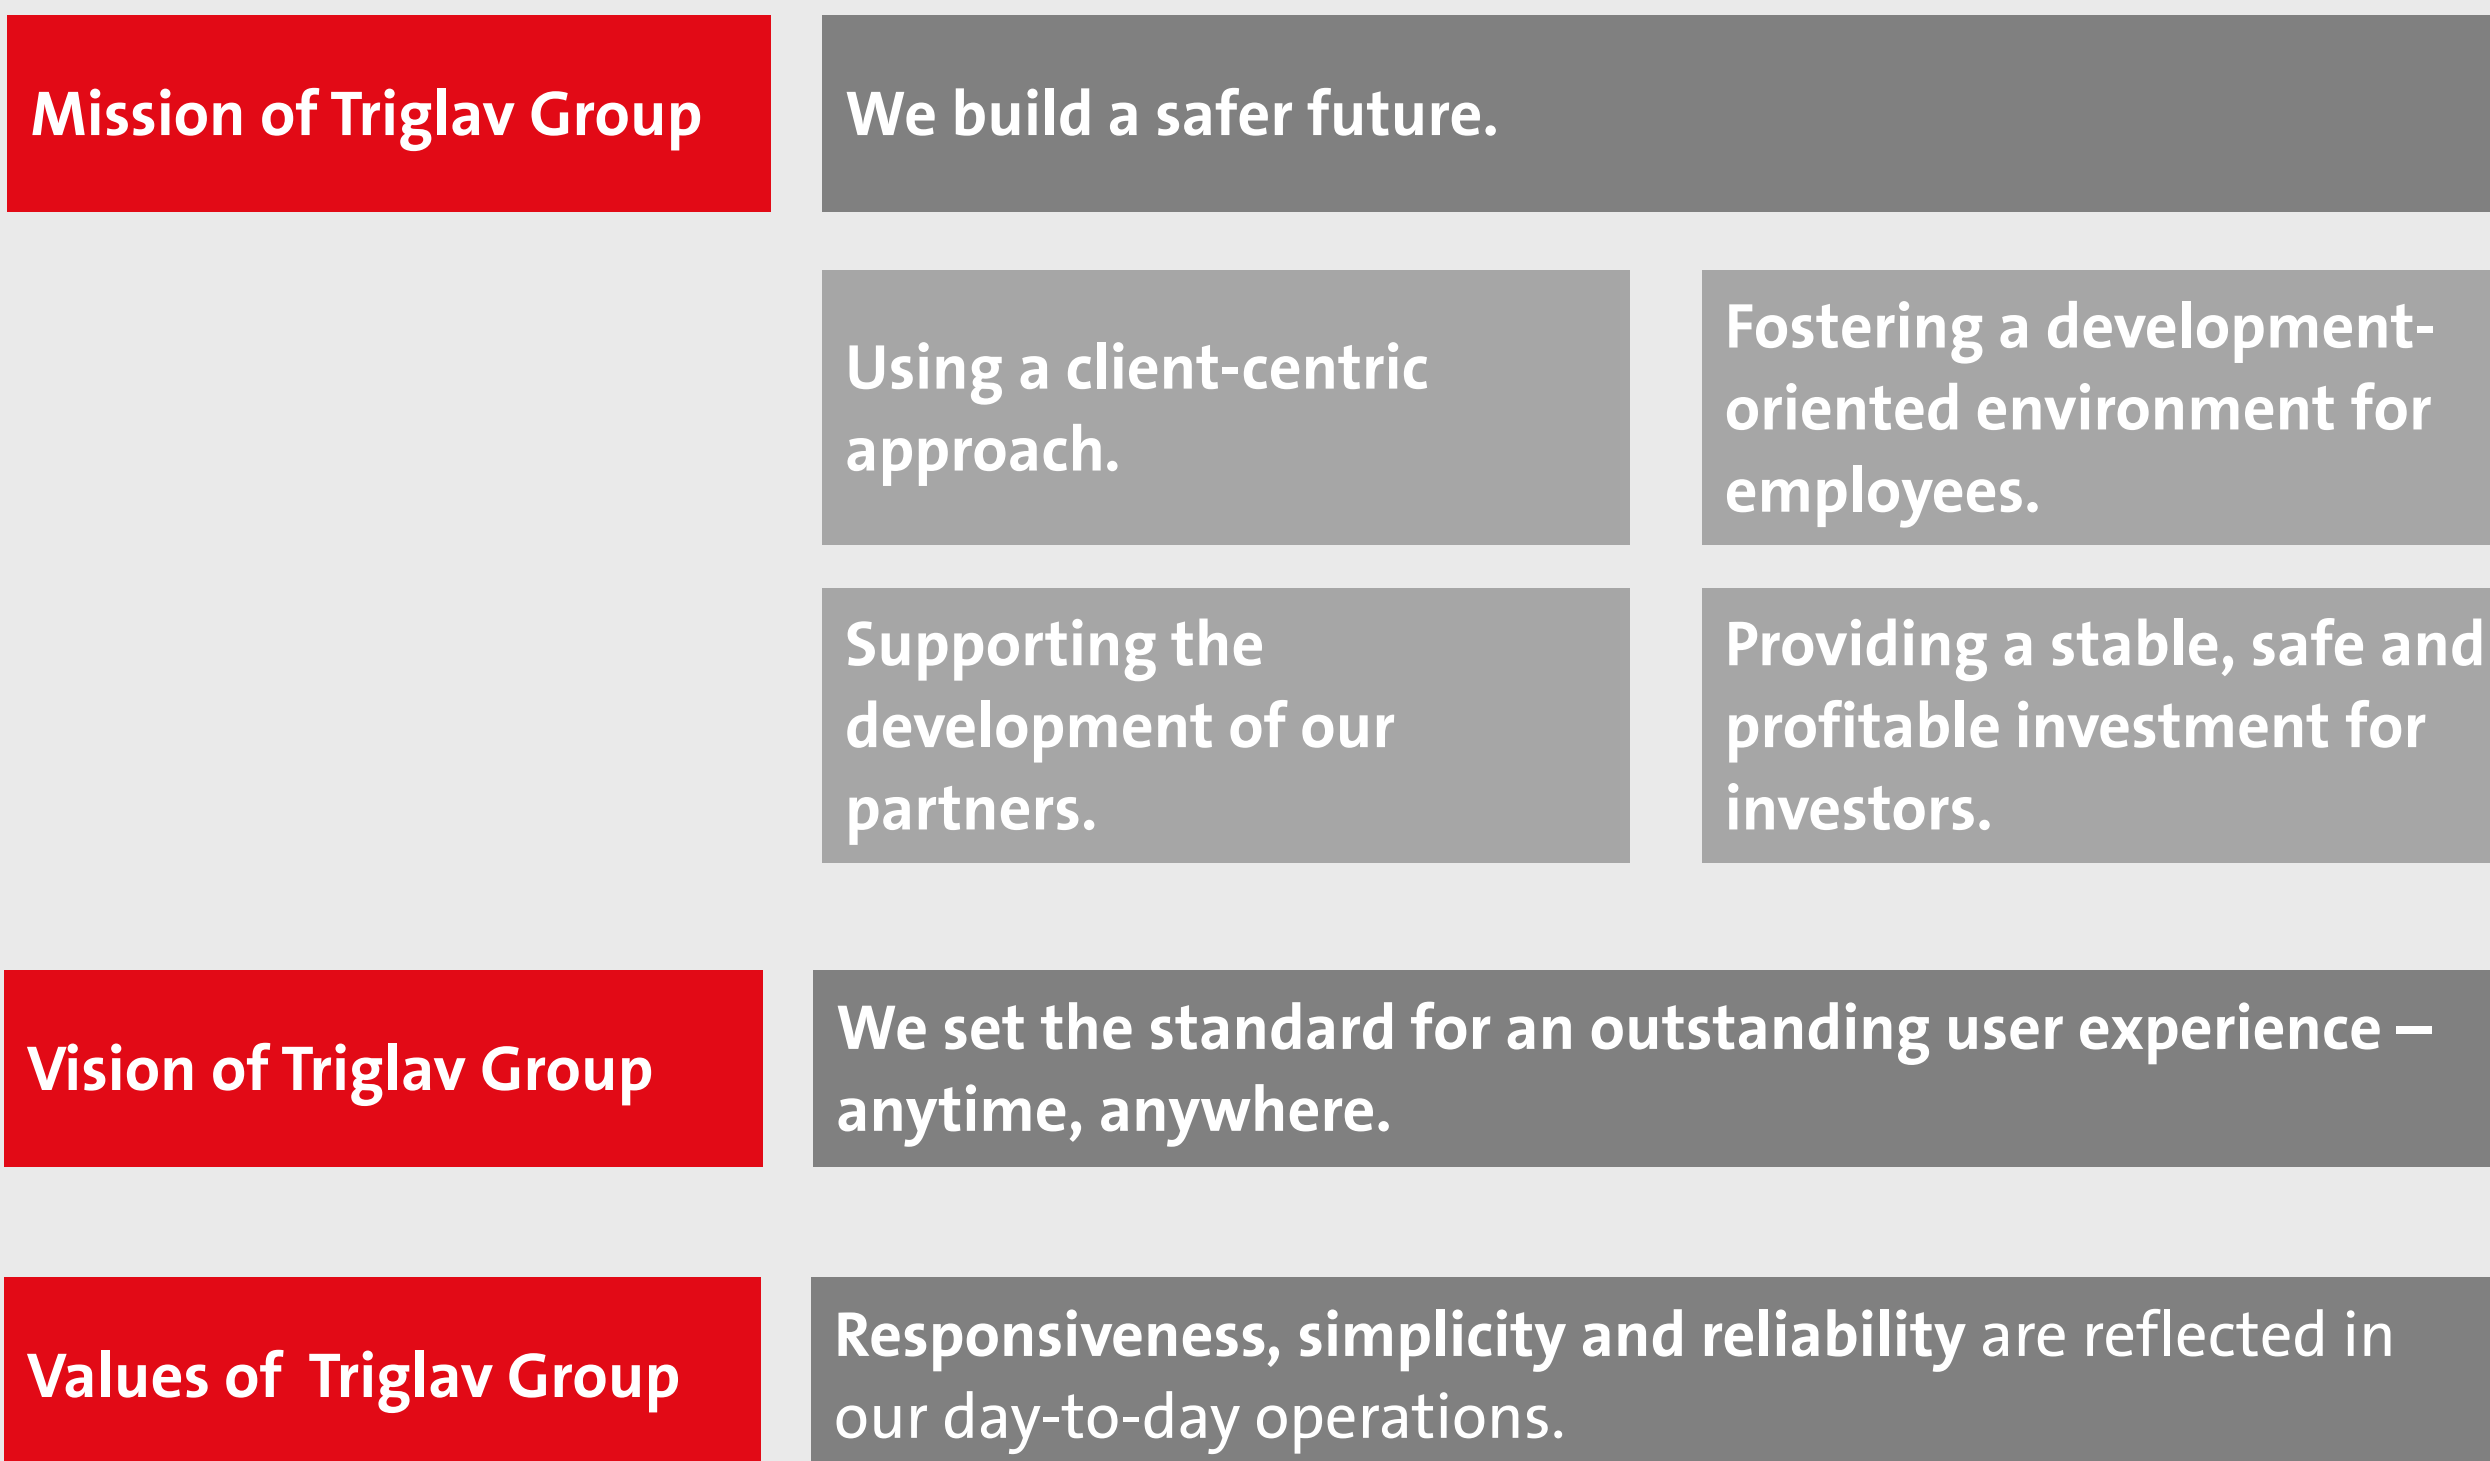 Mission of Triglav Group
We build a safer future.
Using a client-centric
approach.
Fostering a development-
oriented environment for
employees.
Supporting the
development of our
partners.
Providing a stable, safe and
profitable investment for
investors.
Vision of Triglav Group
We set the standard for an outstanding user experience –
anytime, anywhere.
Values of  Triglav Group
Responsiveness, simplicity and reliability are reflected in
our day-to-day operations.